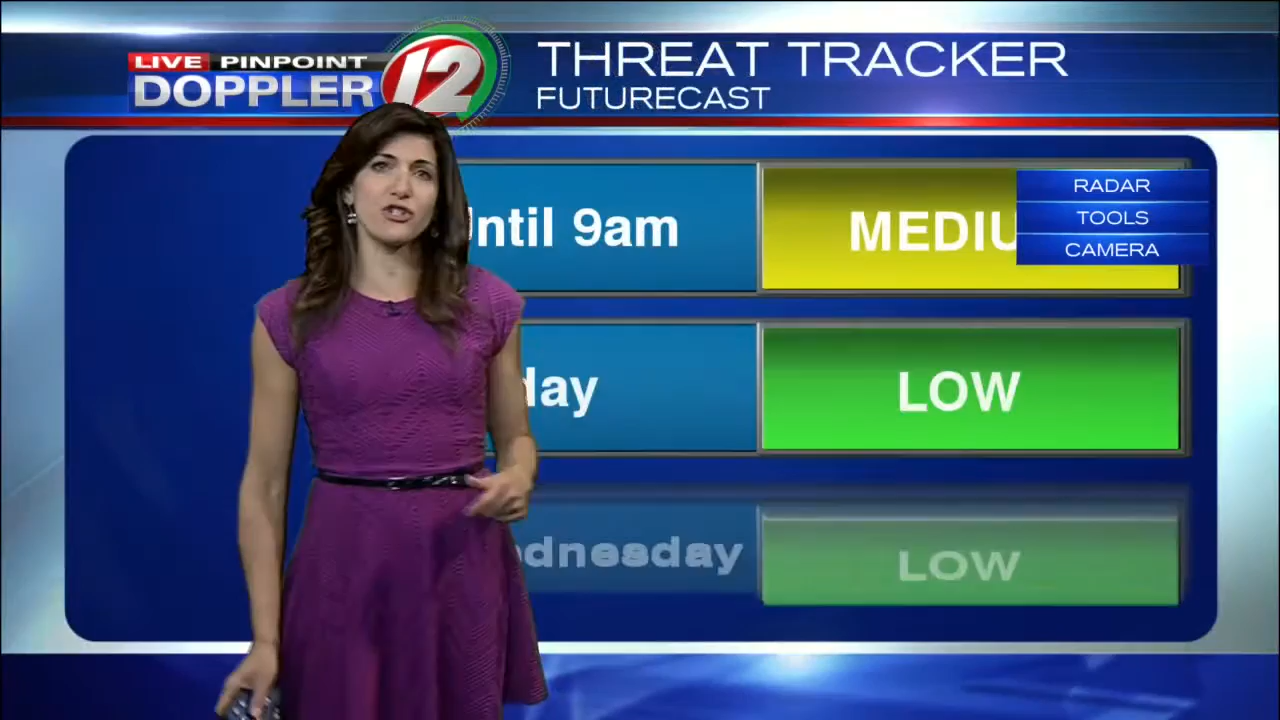 LIVE PINPOINT
DOPPLER 12
THREAT TRACKER
FUTURECAST
ntil 9am
MEDIU
RADAR
TOOLS
CAMERA
day
LOW
dnesday
LOW